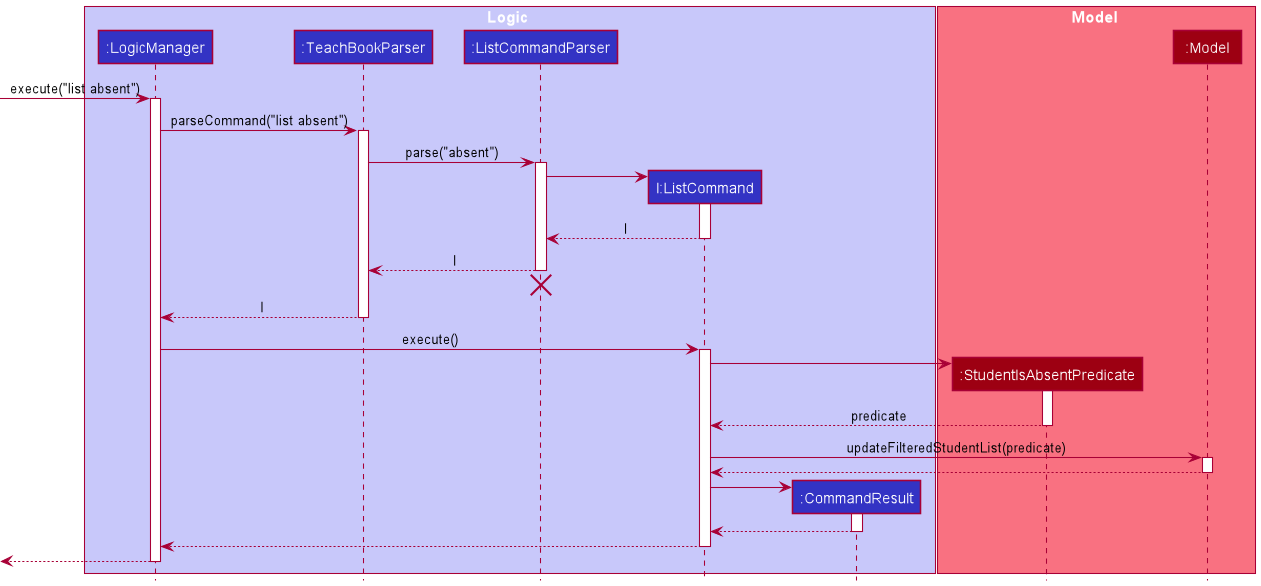 Logic
Model
:LogicManager
:TeachBookParser
:ListCommandParser
:Model
execute("list absent")
parseCommand("list absent")
parse("absent")
l:ListCommand
l
l
l
execute()
:StudentIsAbsentPredicate
predicate
updateFilteredStudentList(predicate)
:CommandResult